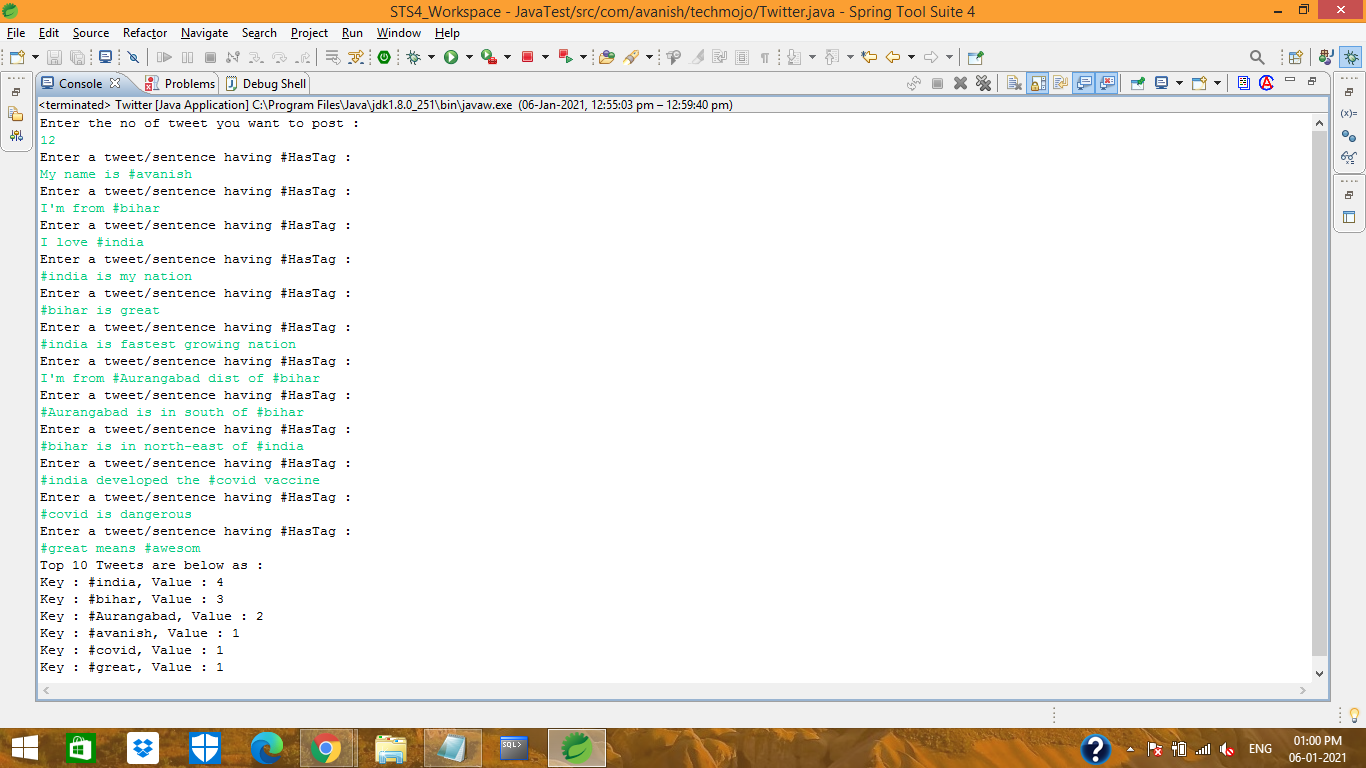 STS4_Workspace - JavaTest/src/com/avanish/techmojo/Twitter.java - Spring Tool Suite 4
File Edit Source Refactor Navigate Search Project Run Window Help
Console Problems Debug Shell
<terminated> Twitter [Java Application] C:\Program Files\Java\jdk1.8.0_251\bin\javaw.exe (06-Jan-2021, 12:55:03 pm – 12:59:40 pm)
Enter the no of tweet you want to post :
12
Enter a tweet/sentence having #HasTag :
My name is #avanish
Enter a tweet/sentence having #HasTag :
I'm from #bihar
Enter a tweet/sentence having #HasTag :
I love #india
Enter a tweet/sentence having #HasTag :
#india is my nation
Enter a tweet/sentence having #HasTag :
#bihar is great
Enter a tweet/sentence having #HasTag :
#india is fastest growing nation
Enter a tweet/sentence having #HasTag :
I'm from #Aurangabad dist of #bihar
Enter a tweet/sentence having #HasTag :
#Aurangabad is in south of #bihar
Enter a tweet/sentence having #HasTag :
#bihar is in north-east of #india
Enter a tweet/sentence having #HasTag :
#india developed the #covid vaccine
Enter a tweet/sentence having #HasTag :
#covid is dangerous
Enter a tweet/sentence having #HasTag :
#great means #awesom
Top 10 Tweets are below as :
Key : #india, Value : 4
Key : #bihar, Value : 3
Key : #Aurangabad, Value : 2
Key : #avanish, Value : 1
Key : #covid, Value : 1
Key : #great, Value : 1
(x)=
SQL>
ENG
01:00 PM
06-01-2021